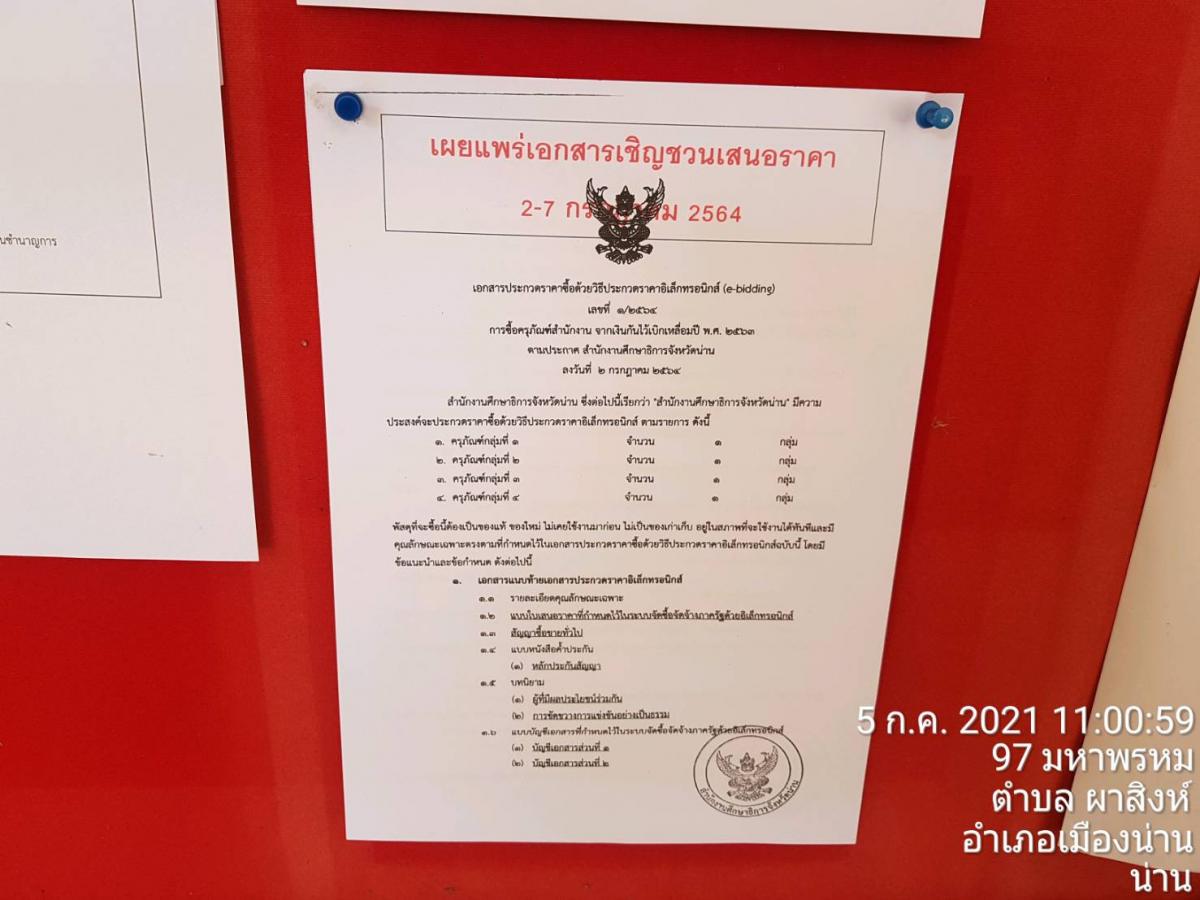 นชำนาญการ
เผยแพร่เอกสารเชิญชวนเสนอราคา
2-7 กรกฎาคม 2564
เอกสารประกวดราคาซื้อด้วยวิธีประกวดราคาอิเล็กทรอนิกส์ (e-bidding)
เลขที่ ๑/๒๕๖๔
การซื้อครุภัณฑ์สำนักงาน จากเงินกันไว้เบิกเหลื่อมปี พ.ศ. ๒๕๖๓
ตามประกาศ สำนักงานศึกษาธิการจังหวัดน่าน
ลงวันที่ ๒ กรกฎาคม ๒๕๖๔
สำนักงานศึกษาธิการจังหวัดน่าน ซึ่งต่อไปนี้เรียกว่า "สำนักงานศึกษาธิการจังหวัดน่าน" มีความ
ประสงค์จะประกวดราคาซื้อด้วยวิธีประกวดราคาอิเล็กทรอนิกส์ ตามรายการ ดังนี้
๑. ครุภัณฑ์กลุ่มที่ ๑ จำนวน ๑ กลุ่ม
๒. ครุภัณฑ์กลุ่มที่ ๒ จำนวน ๑ กลุ่ม
๓. ครุภัณฑ์กลุ่มที่ ๓ จำนวน ๑ กลุ่ม
๔. ครุภัณฑ์กลุ่มที่ ๔ จำนวน ๑ กลุ่ม
พัสดุที่จะซื้อนี้ต้องเป็นของแท้ ของใหม่ ไม่เคยใช้งานมาก่อน ไม่เป็นของเก่าเก็บ อยู่ในสภาพที่จะใช้งานได้ทันทีและมี
คุณลักษณะเฉพาะตรงตามที่กำหนดไว้ในเอกสารประกวดราคาซื้อด้วยวิธีประกวดราคาอิเล็กทรอนิกส์ฉบับนี้ โดยมี
ข้อแนะนำและข้อกำหนด ดังต่อไปนี้
๑. เอกสารแนบท้ายเอกสารประกวดราคาอิเล็กทรอนิกส์
๑.๑ รายละเอียดคุณลักษณะเฉพาะ
๑.๒ แบบใบเสนอราคาที่กำหนดไว้ในระบบจัดซื้อจัดจ้างภาครัฐด้วยอิเล็กทรอนิกส์
๑.๓ สัญญาซื้อขายทั่วไป
๑.๔ แบบหนังสือค้ำประกัน
(๑) หลักประกันสัญญา
๑.๕ บทนิยาม
(๑) ผู้ที่มีผลประโยชน์ร่วมกัน
(๒) การขัดขวางการแข่งขันอย่างเป็นธรรม
๑.๖ แบบบัญชีเอกสารที่กำหนดไว้ในระบบจัดซื้อจัดจ้างภาครัฐด้วยอิเล็กทรอนิกส์
(๑) บัญชีเอกสารส่วนที่ ๑
(๒) บัญชีเอกสารส่วนที่ ๒
สำนักงานศึกษาธิการจังหวัดน่าน
5 ก.ค. 2021 11:00:59
97 มหาพรหม
ตำบล ผาสิงห์
อำเภอเมืองน่าน
น่าน